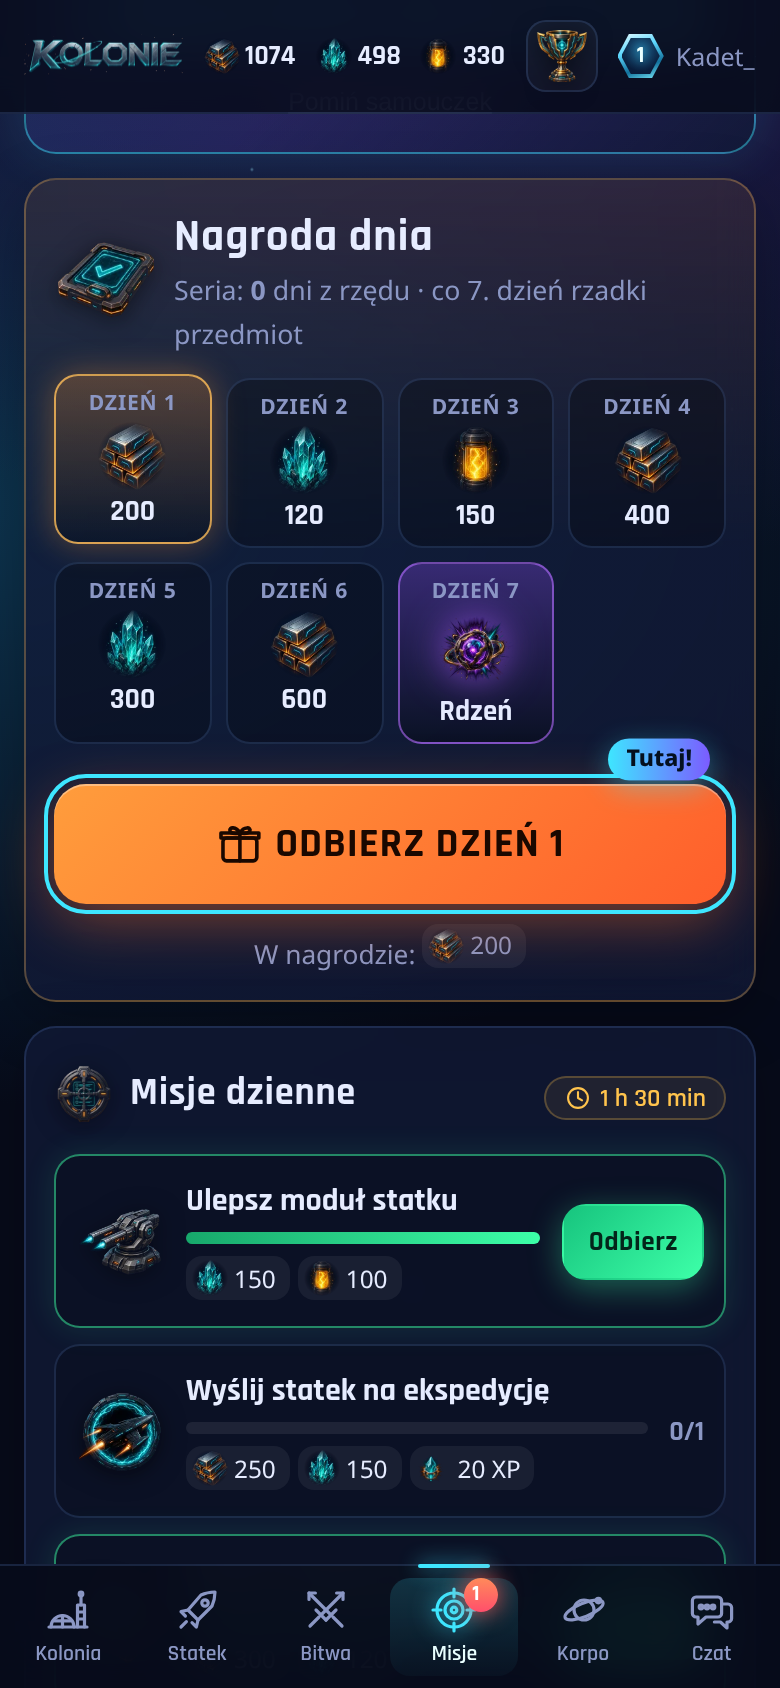 KOLONIE 1074 498 330 1 Kadet_
Pomiń samouczek
Nagroda dnia
Seria: 0 dni z rzędu · co 7. dzień rzadki
przedmiot
DZIEŃ 1 DZIEŃ 2 DZIEŃ 3 DZIEŃ 4
200 120 150 400
DZIEŃ 5 DZIEŃ 6 DZIEŃ 7
300 600 Rdzeń
Tutaj!
ODBIERZ DZIEŃ 1
W nagrodzie: 200
Misje dzienne 1 h 30 min
Ulepsz moduł statku
Odbierz
150 100
Wyślij statek na ekspedycję
0/1
250 150 20 XP
1
Kolonia Statek Bitwa Misje Korpo Czat